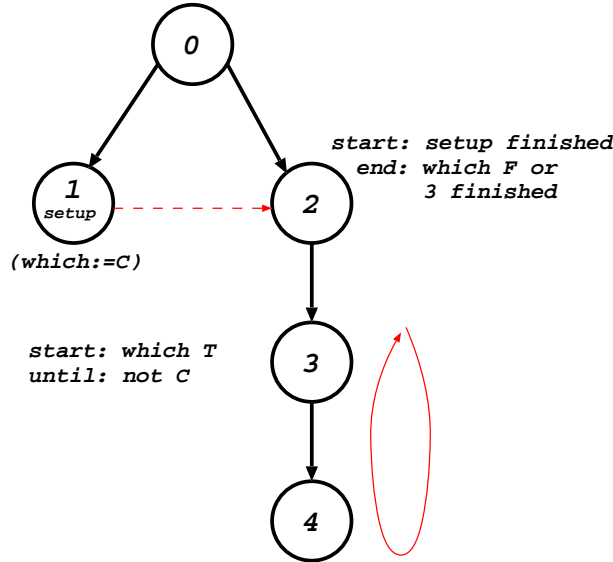 0
start: setup finished
end: which F or
3 finished
1
setup
2
(which:=C)
start: which T
until: not C
3
4